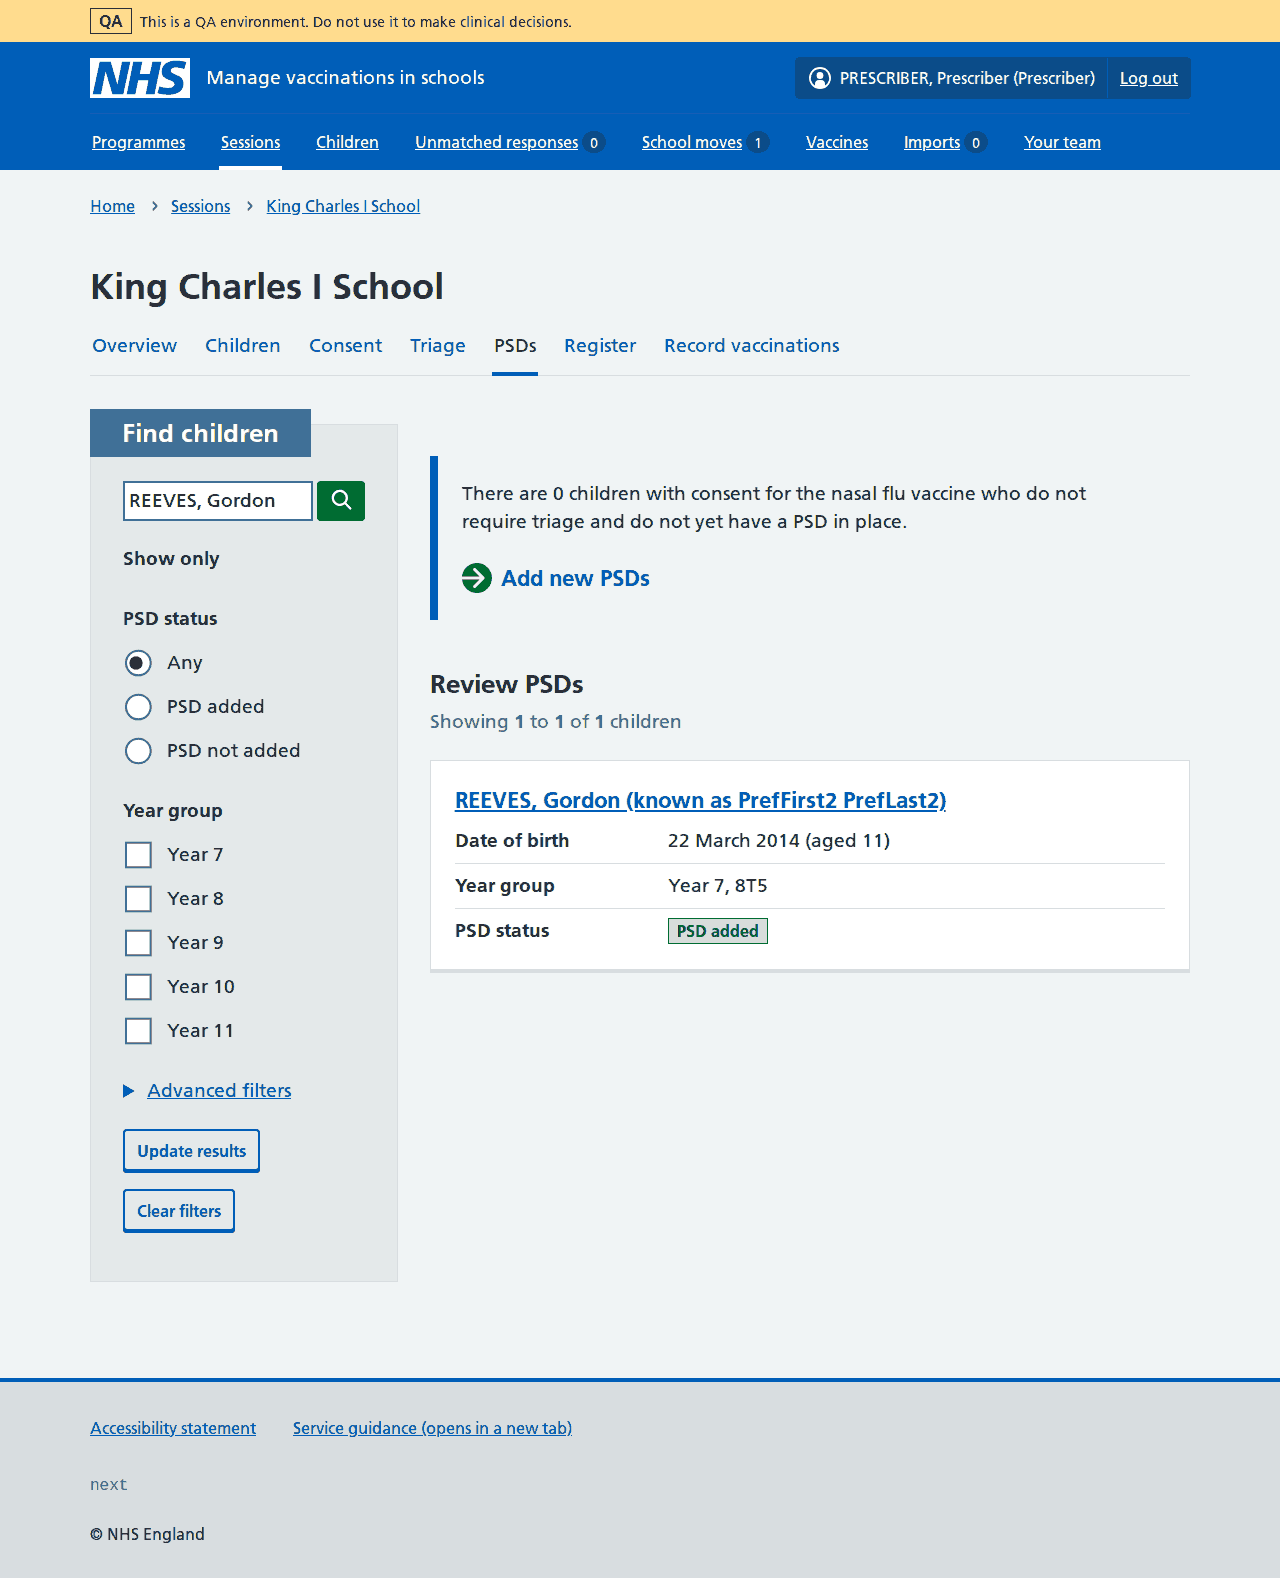 QA This is a QA environment. Do not use it to make clinical decisions.
NHS Manage vaccinations in schools
PRESCRIBER, Prescriber (Prescriber) Log out
Programmes Sessions Children Unmatched responses 0 School moves 1 Vaccines Imports 0 Your team
Home Sessions King Charles I School
King Charles I School
Overview Children Consent Triage PSDs Register Record vaccinations
Find children
REEVES, Gordon
Show only
PSD status
Any
PSD added
PSD not added
Year group
Year 7
Year 8
Year 9
Year 10
Year 11
Advanced filters
Update results
Clear filters
There are 0 children with consent for the nasal flu vaccine who do not
require triage and do not yet have a PSD in place.
Add new PSDs
Review PSDs
Showing 1 to 1 of 1 children
REEVES, Gordon (known as PrefFirst2 PrefLast2)
Date of birth 22 March 2014 (aged 11)
Year group Year 7, 8T5
PSD status PSD added
Accessibility statement Service guidance (opens in a new tab)
next
© NHS England